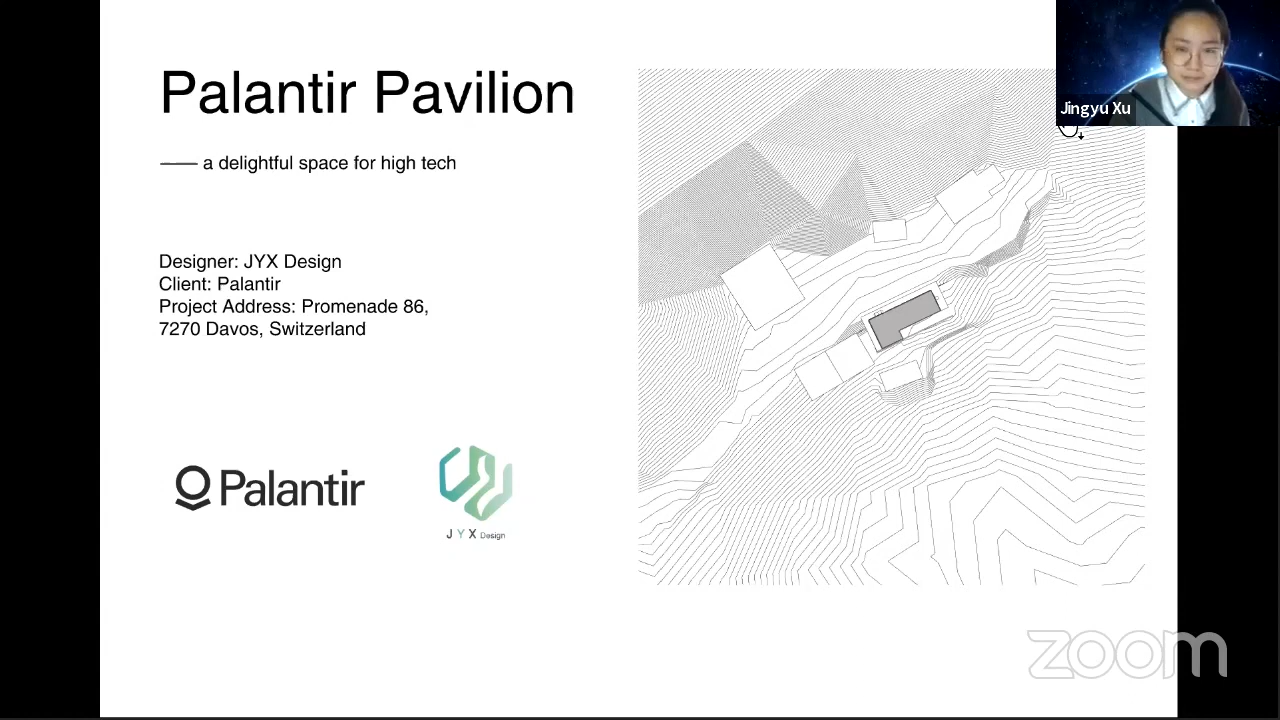 Palantir Pavilion
—— a delightful space for high tech
Designer: JYX Design
Client: Palantir
Project Address: Promenade 86,
7270 Davos, Switzerland
Palantir
J Y X Design
Jingyu Xu
zoom